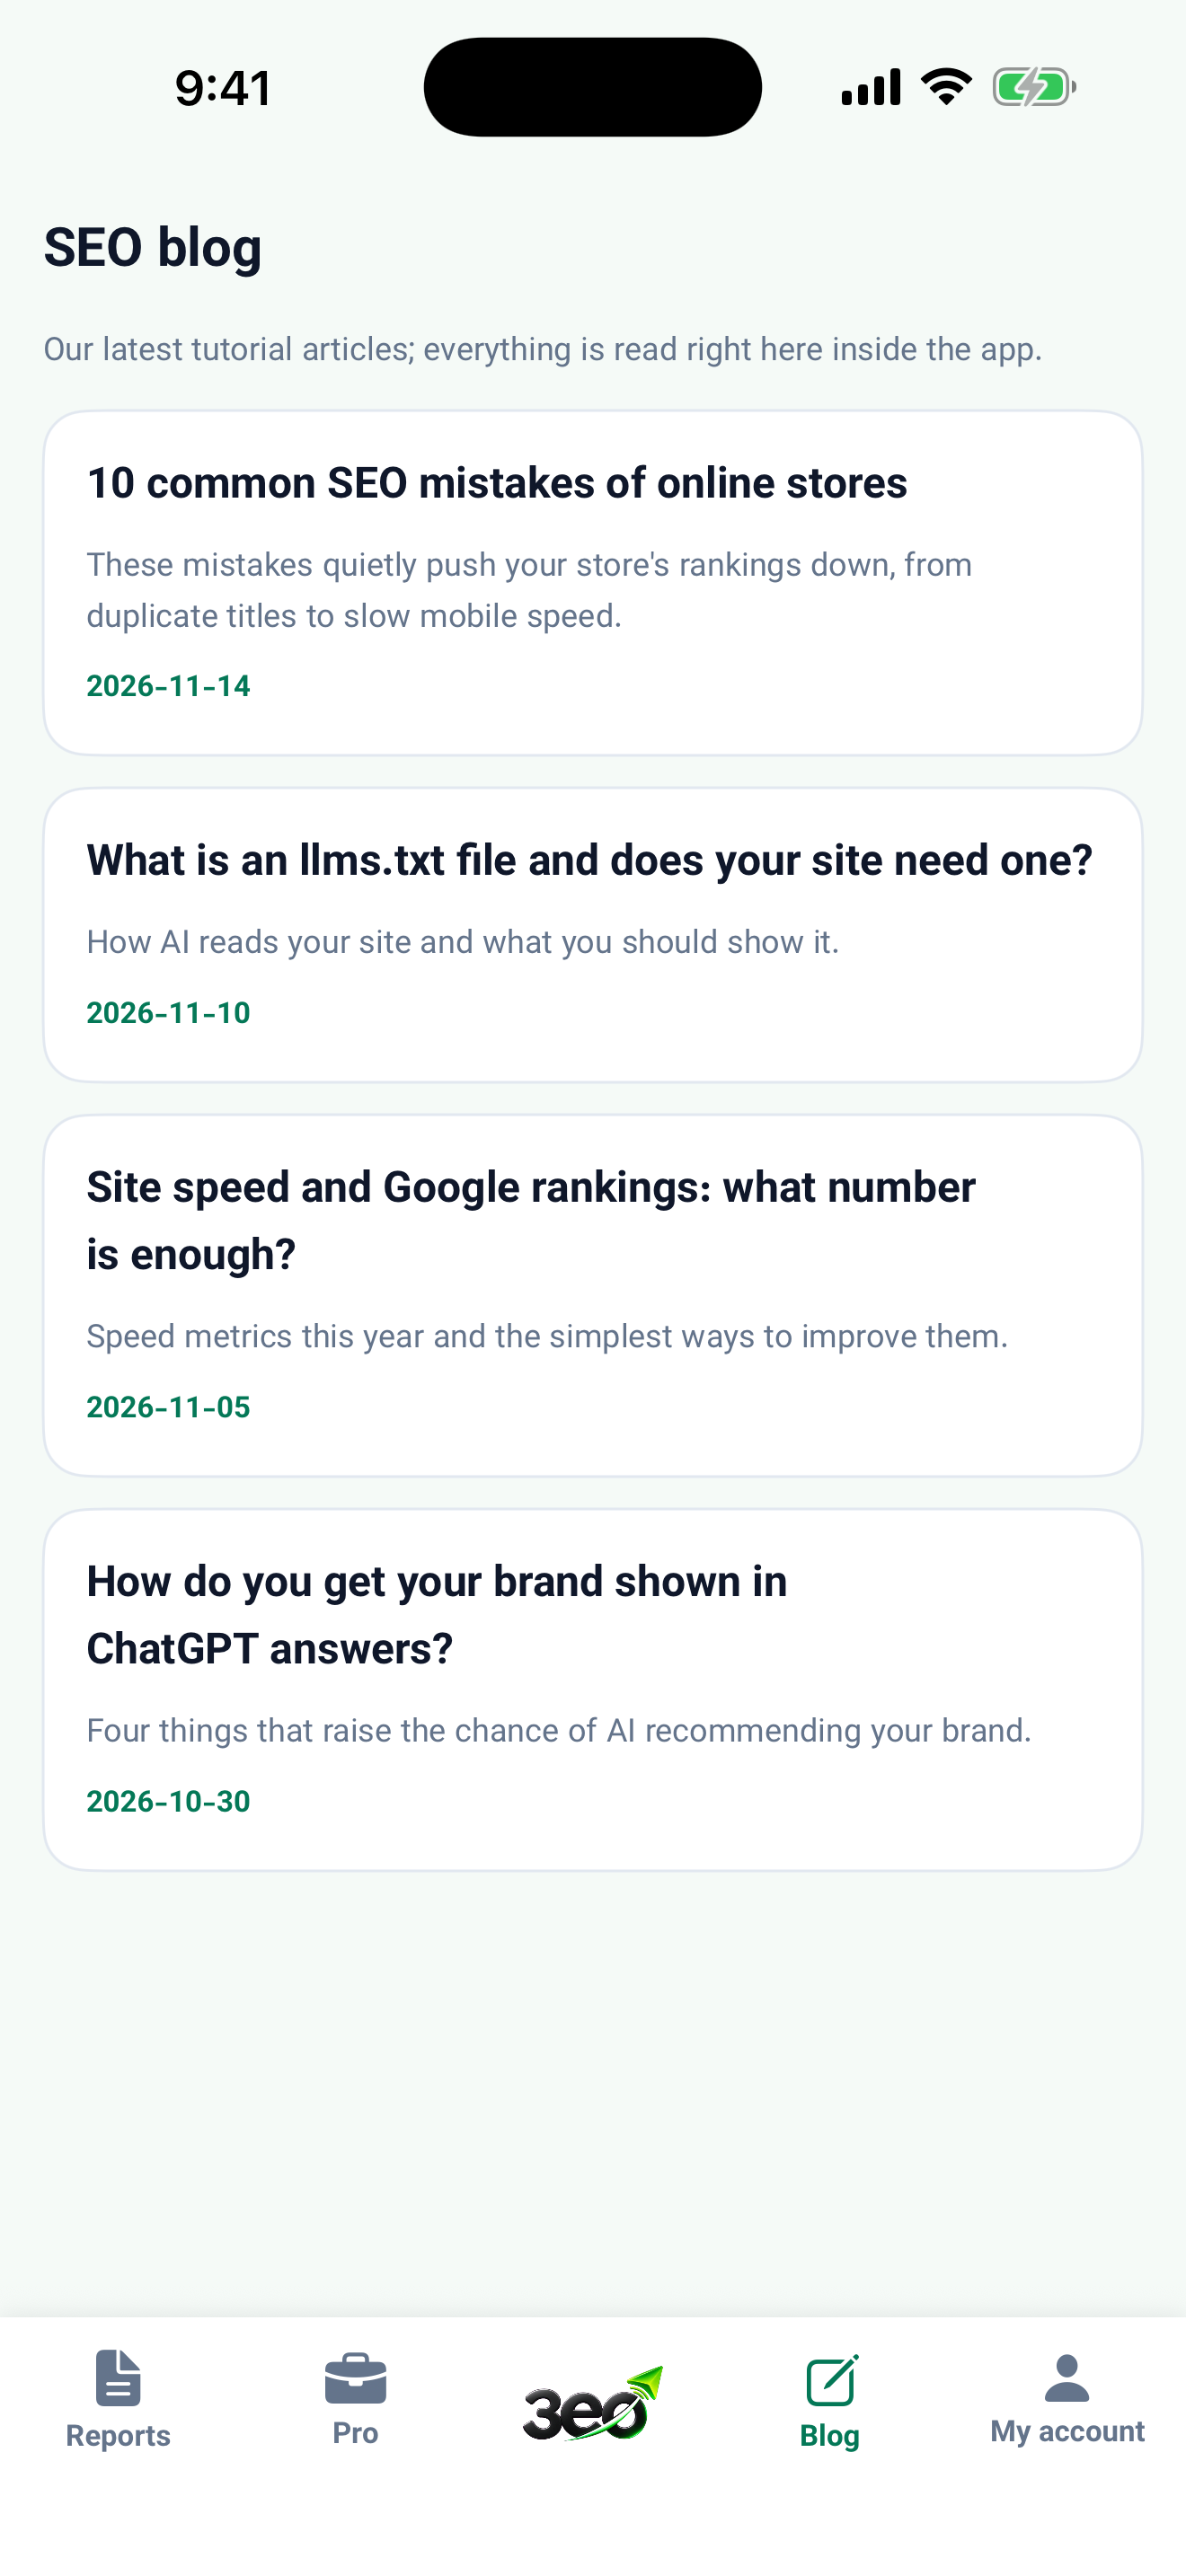 9:41
SEO blog
Our latest tutorial articles; everything is read right here inside the app.
10 common SEO mistakes of online stores
These mistakes quietly push your store's rankings down, from
duplicate titles to slow mobile speed.
2026-11-14
What is an llms.txt file and does your site need one?
How AI reads your site and what you should show it.
2026-11-10
Site speed and Google rankings: what number
is enough?
Speed metrics this year and the simplest ways to improve them.
2026-11-05
How do you get your brand shown in
ChatGPT answers?
Four things that raise the chance of AI recommending your brand.
2026-10-30
3eo
Reports
Pro
Blog
My account